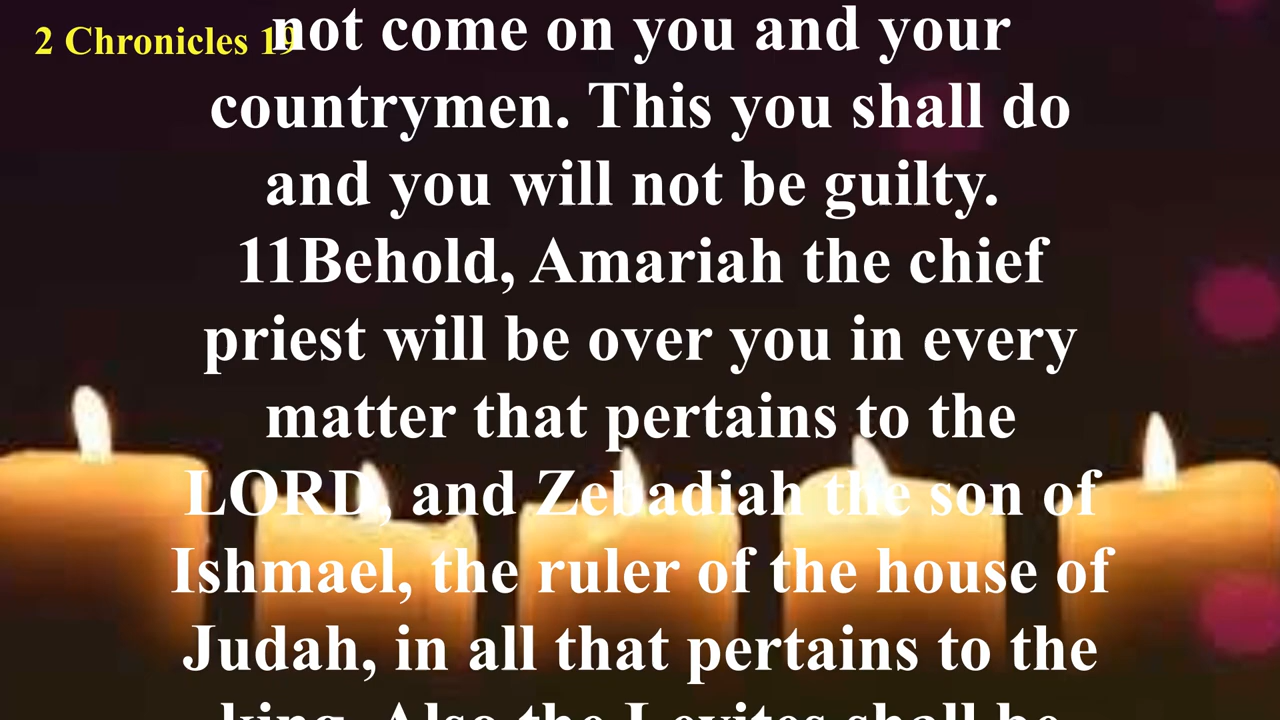 2 Chronicles 19
not come on you and your
countrymen. This you shall do
and you will not be guilty.
11Behold, Amariah the chief
priest will be over you in every
matter that pertains to the
LORD, and Zebadiah the son of
Ishmael, the ruler of the house of
Judah, in all that pertains to the
king. Also the Levites shall be